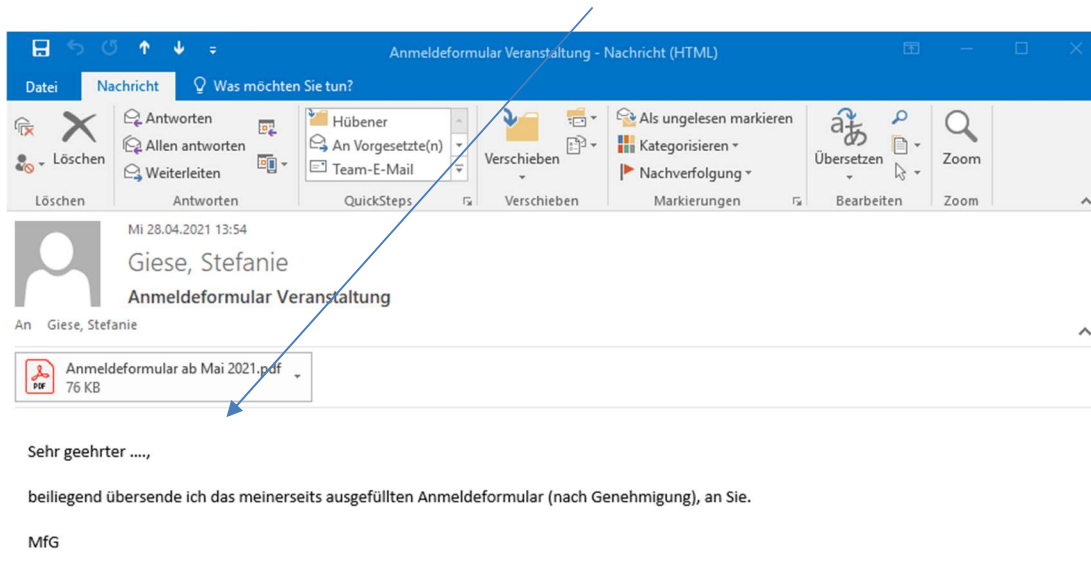 Anmeldeformular Veranstaltung - Nachricht (HTML)
Datei Nachricht Was möchten Sie tun?
Löschen
Antworten
Allen antworten
Weiterleiten
Hübener
An Vorgesetzte(n)
Team-E-Mail
Verschieben
Als ungelesen markieren
Kategorisieren
Nachverfolgung
Übersetzen
Zoom
Löschen Antworten QuickSteps Verschieben Markierungen Bearbeiten Zoom
Mi 28.04.2021 13:54
Giese, Stefanie
Anmeldeformular Veranstaltung
An Giese, Stefanie
PDF
Anmeldeformular ab Mai 2021.pdf
76 KB
Sehr geehrter ....,
beiliegend übersende ich das meinerseits ausgefüllten Anmeldeformular (nach Genehmigung), an Sie.
MfG